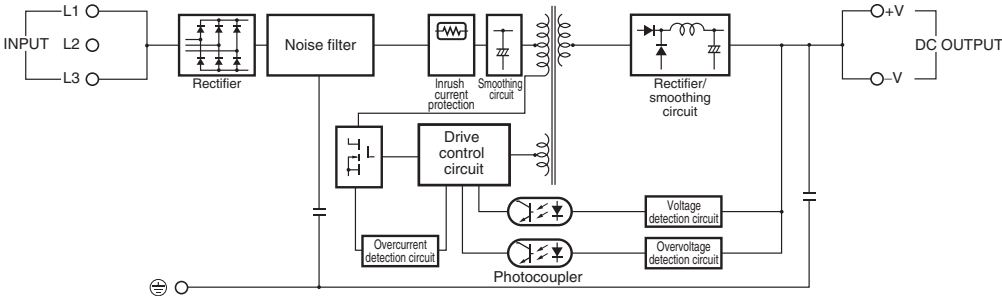 L1
+V
INPUT
L2
Noise filter
DC OUTPUT
L3
−V
Rectifier
Inrush
current
protection
Smoothing
circuit
Rectifier/
smoothing
circuit
Drive
control
circuit
Voltage
detection circuit
Overcurrent
detection circuit
Overvoltage
detection circuit
Photocoupler